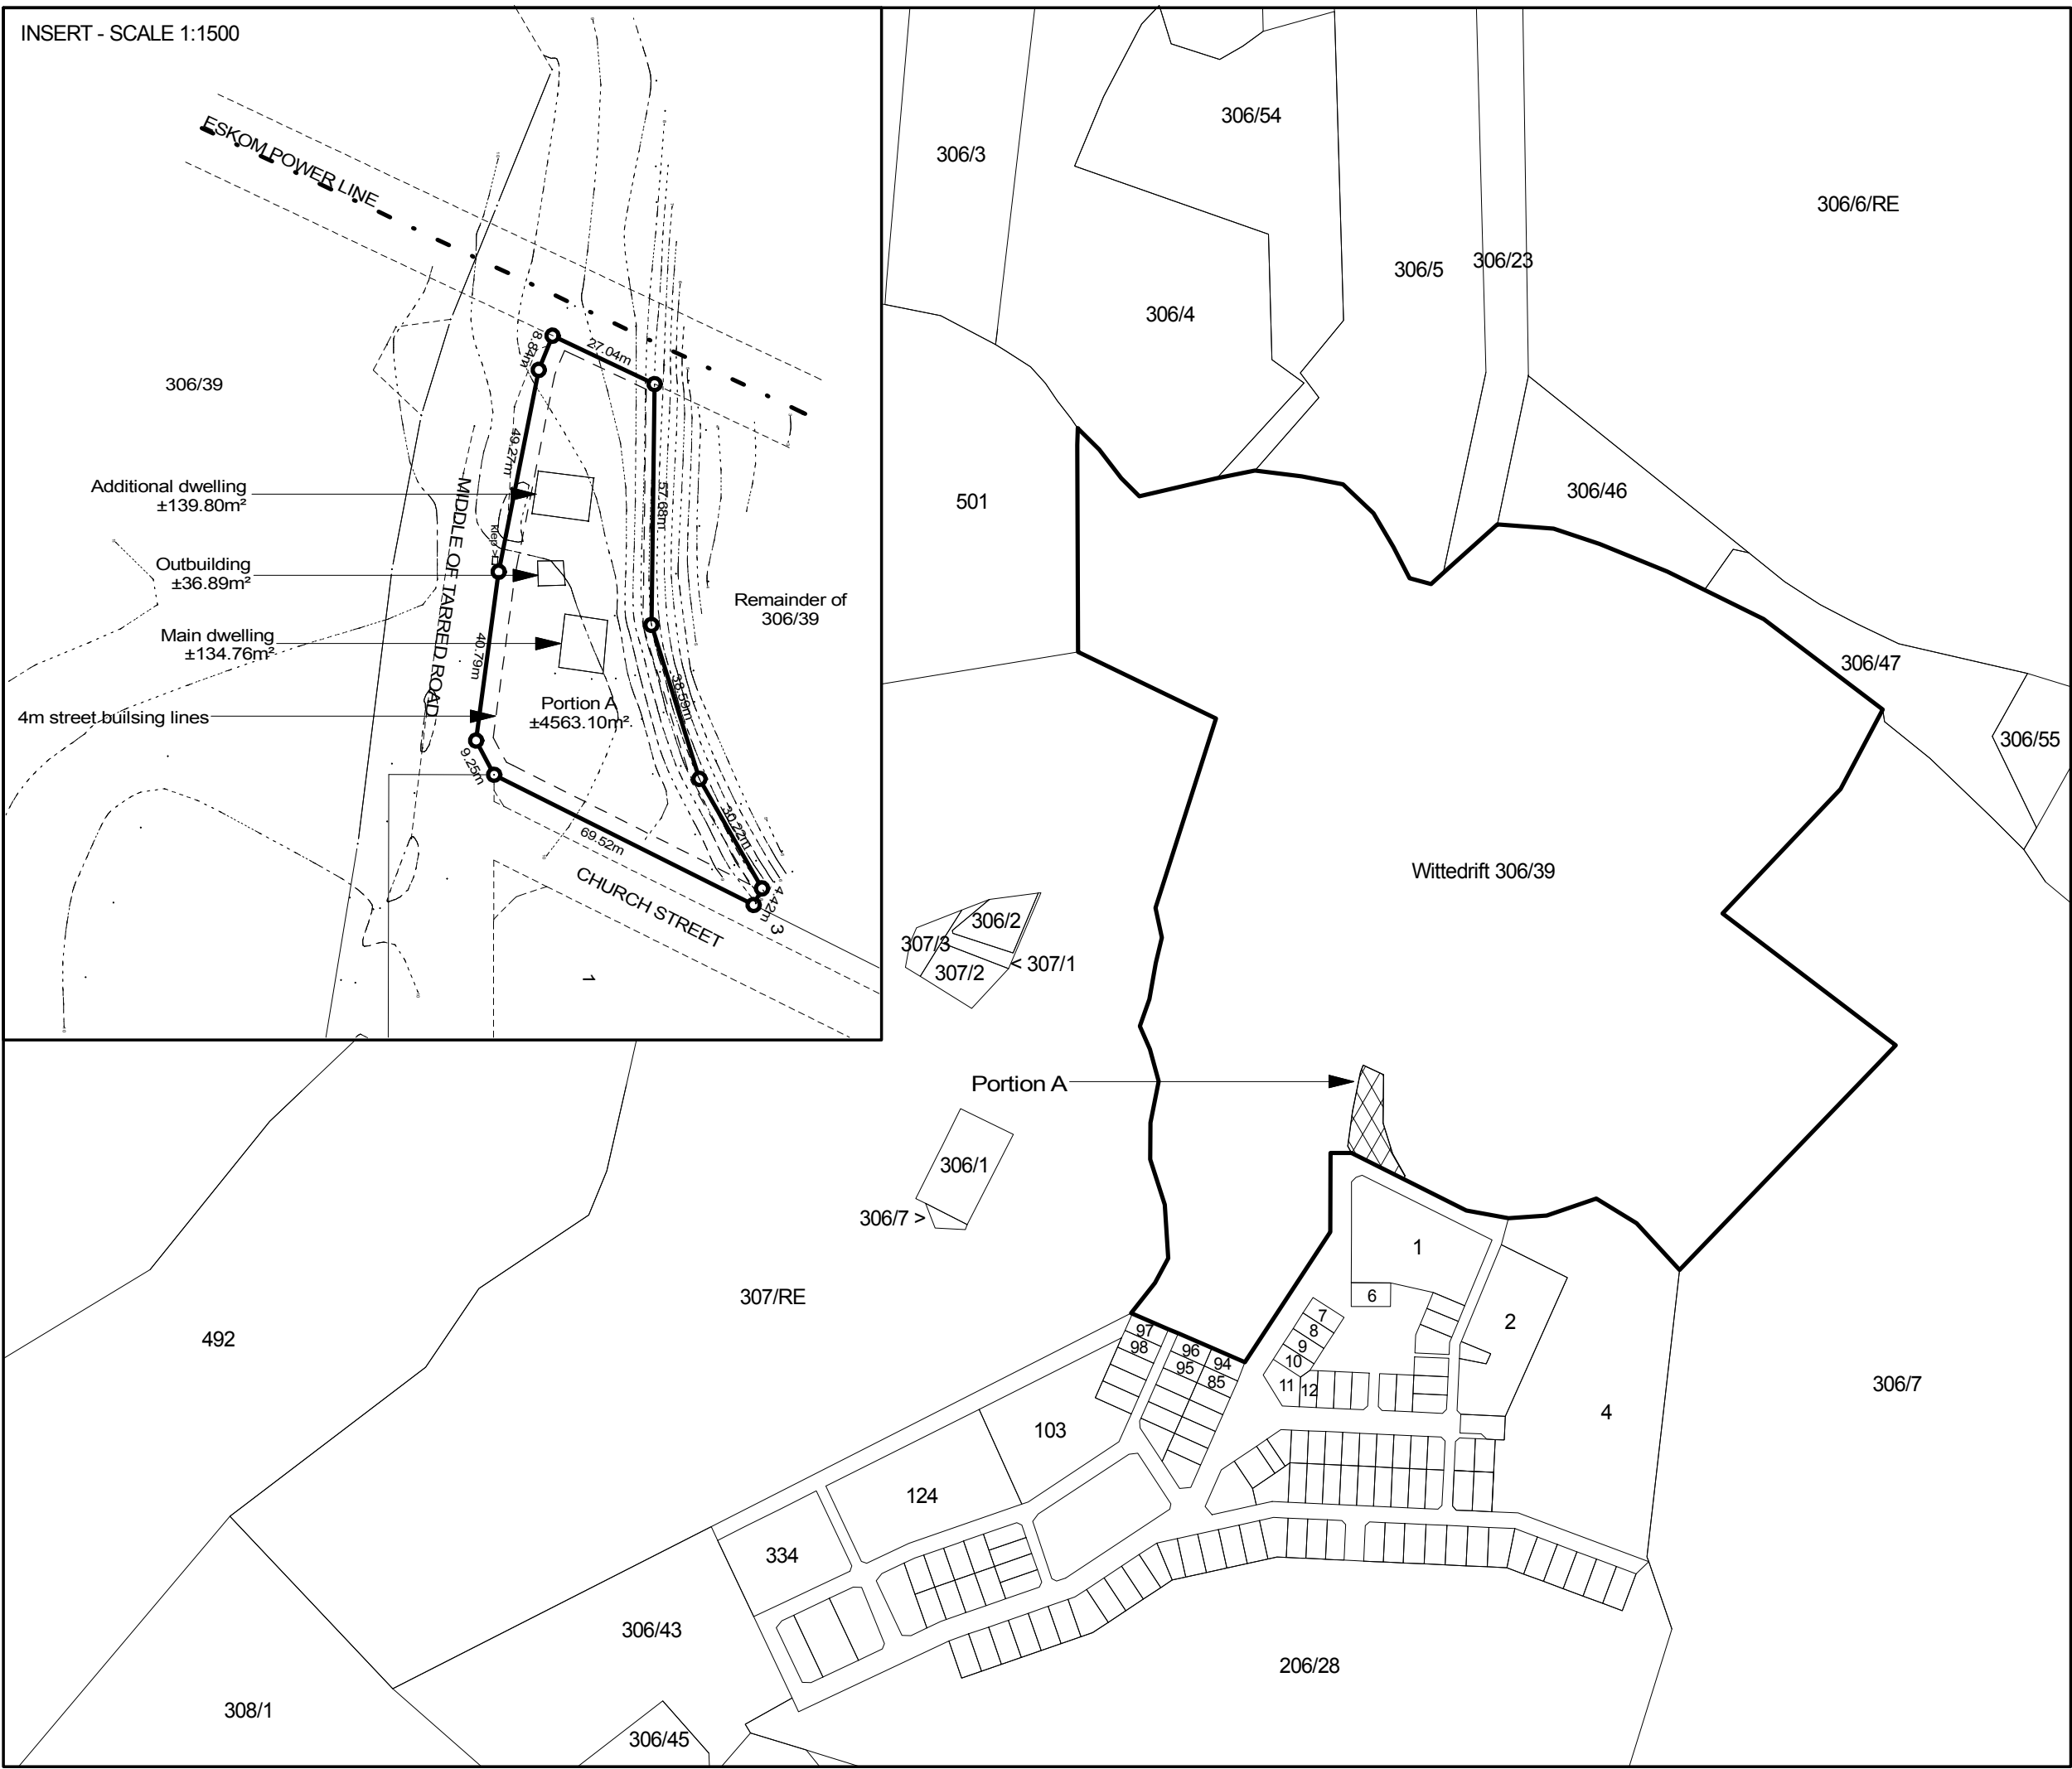 INSERT - SCALE 1:1500
ESKOM POWER LINE
8.84m
27.04m
306/39
49.27m
57.68m
Additional dwelling
±139.80m²
klep >
MIDDLE OF TARRED ROAD
Outbuilding
±36.89m²
Remainder of
306/39
Main dwelling
±134.76m²
40.79m
38.59m
Portion A
±4563.10m²
4m street builsing lines
9.25m
30.22m
69.52m
4.42m
3
CHURCH STREET
1
306/3
306/54
306/4
306/5
306/23
306/6/RE
501
306/46
306/47
306/55
Wittedrift 306/39
306/2
307/3
307/2
< 307/1
Portion A
306/1
306/7 >
307/RE
492
1
6
2
7
8
9
10
11
12
97
98
96
95
94
85
4
306/7
103
124
334
306/43
206/28
308/1
306/45